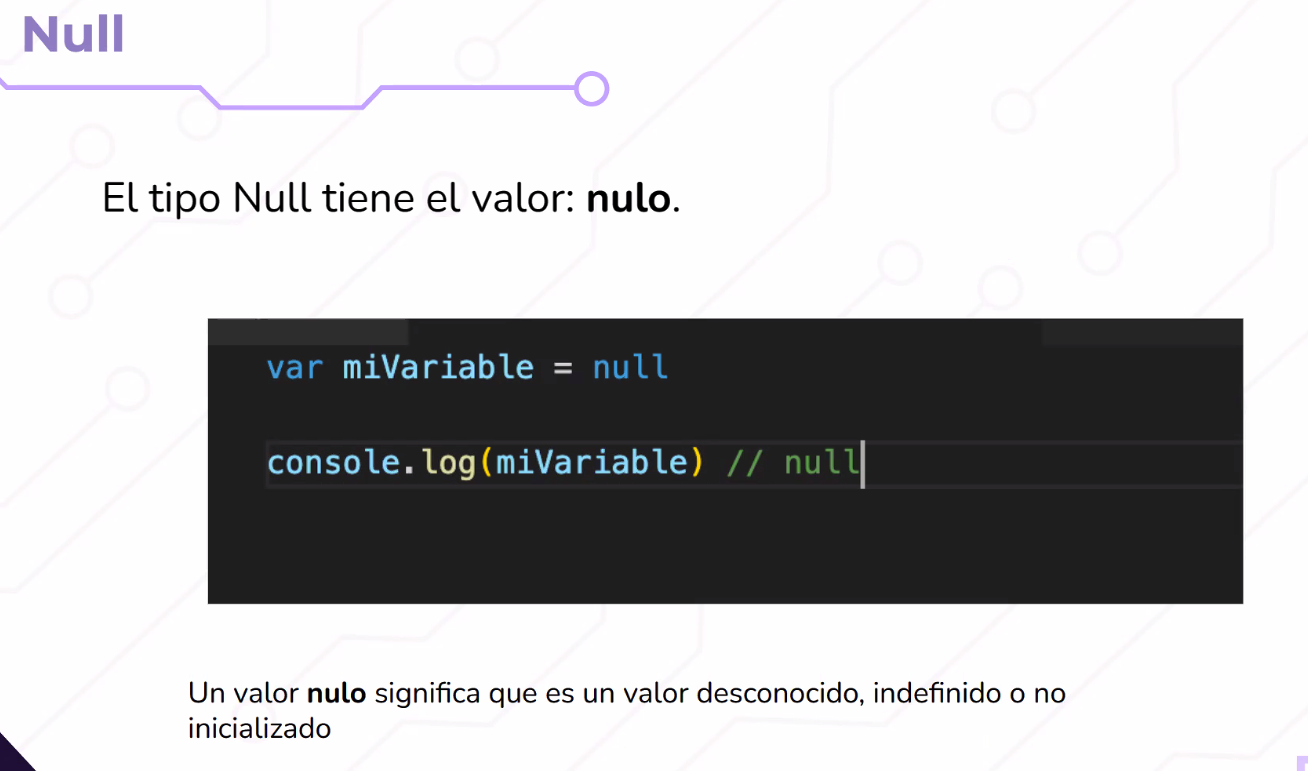 Null
El tipo Null tiene el valor: nulo.
var miVariable = null
console.log(miVariable) // null
Un valor nulo significa que es un valor desconocido, indefinido o no
inicializado